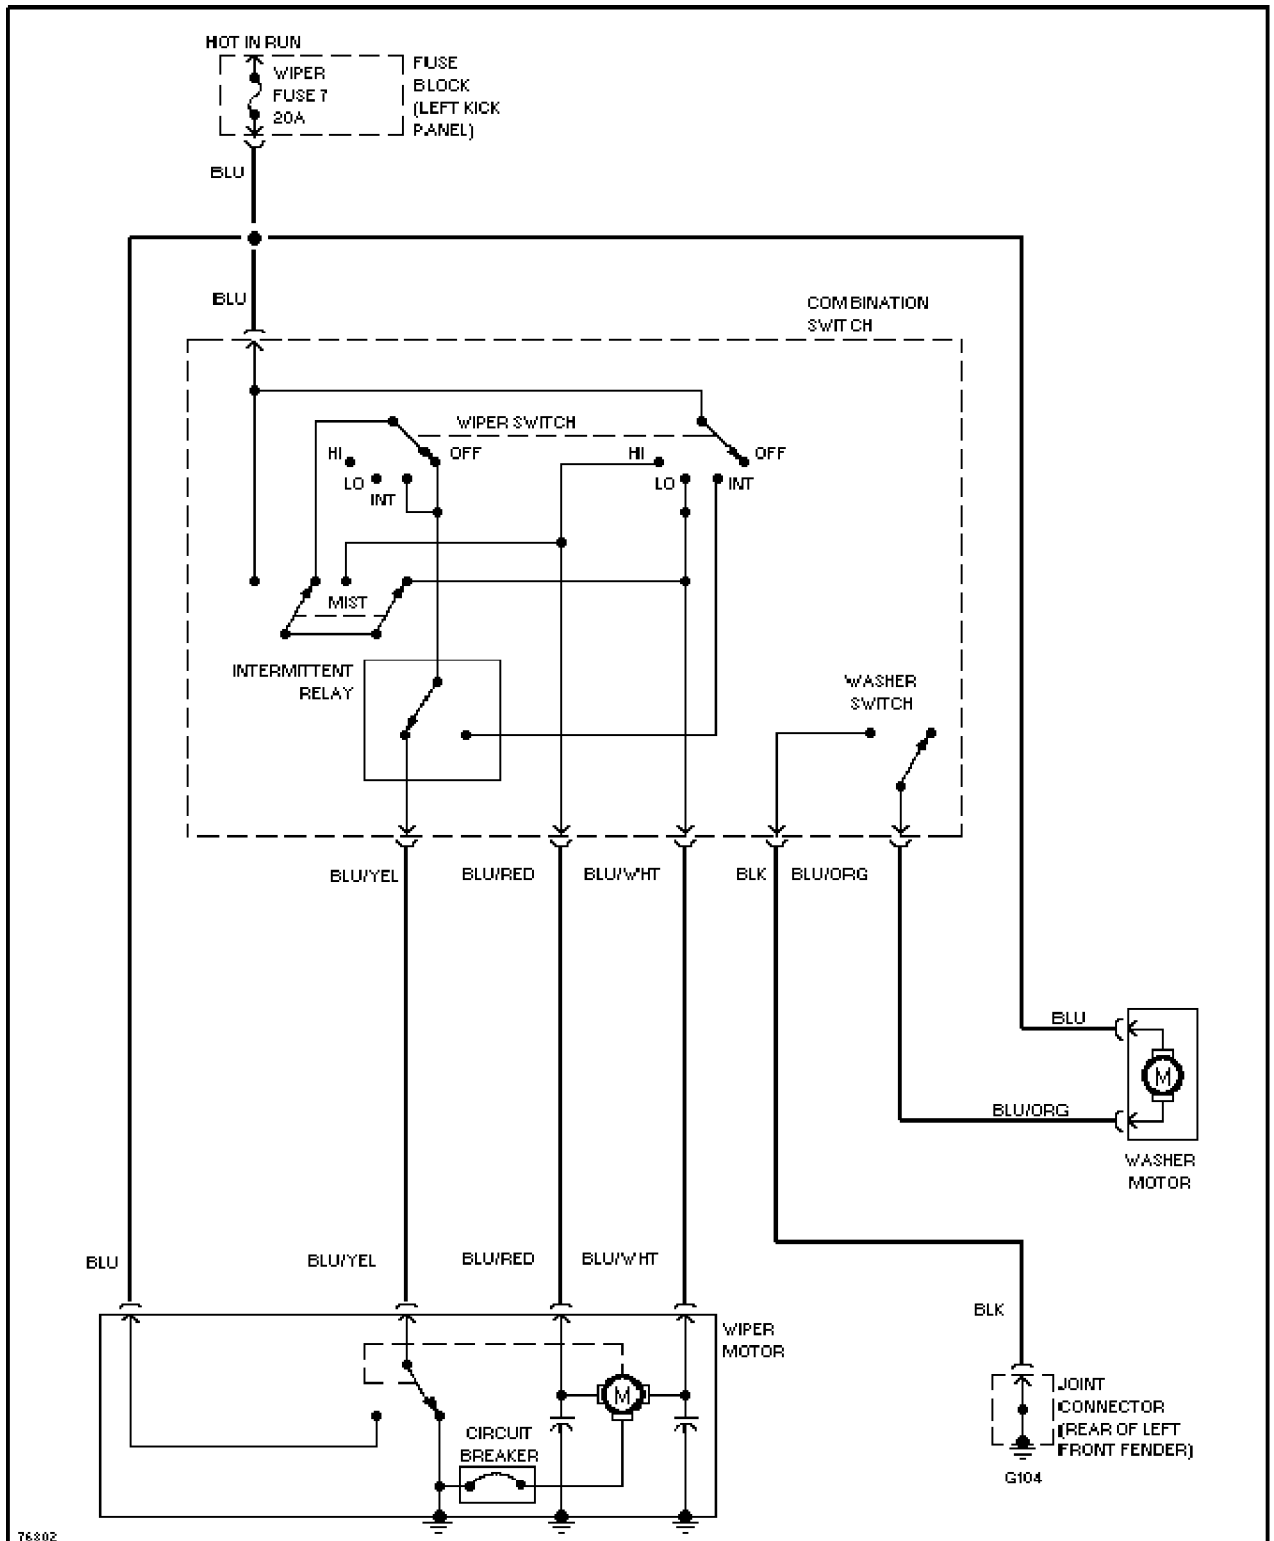 HOT IN RUN
WIPER
FUSE 7
20A
FUSE
BLOCK
(LEFT KICK
PANEL)
BLU
BLU
COMBINATION
SWITCH
WIPER SWITCH
HI
LO
INT
OFF
HI
LO
INT
OFF
MIST
INTERMITTENT
RELAY
WASHER
SWITCH
BLU/YEL
BLU/RED
BLU/WHT
BLK
BLU/ORG
BLU
M
BLU/ORG
WASHER
MOTOR
BLU
BLU/YEL
BLU/RED
BLU/WHT
BLK
WIPER
MOTOR
M
CIRCUIT
BREAKER
JOINT
CONNECTOR
(REAR OF LEFT
FRONT FENDER)
G104
76802